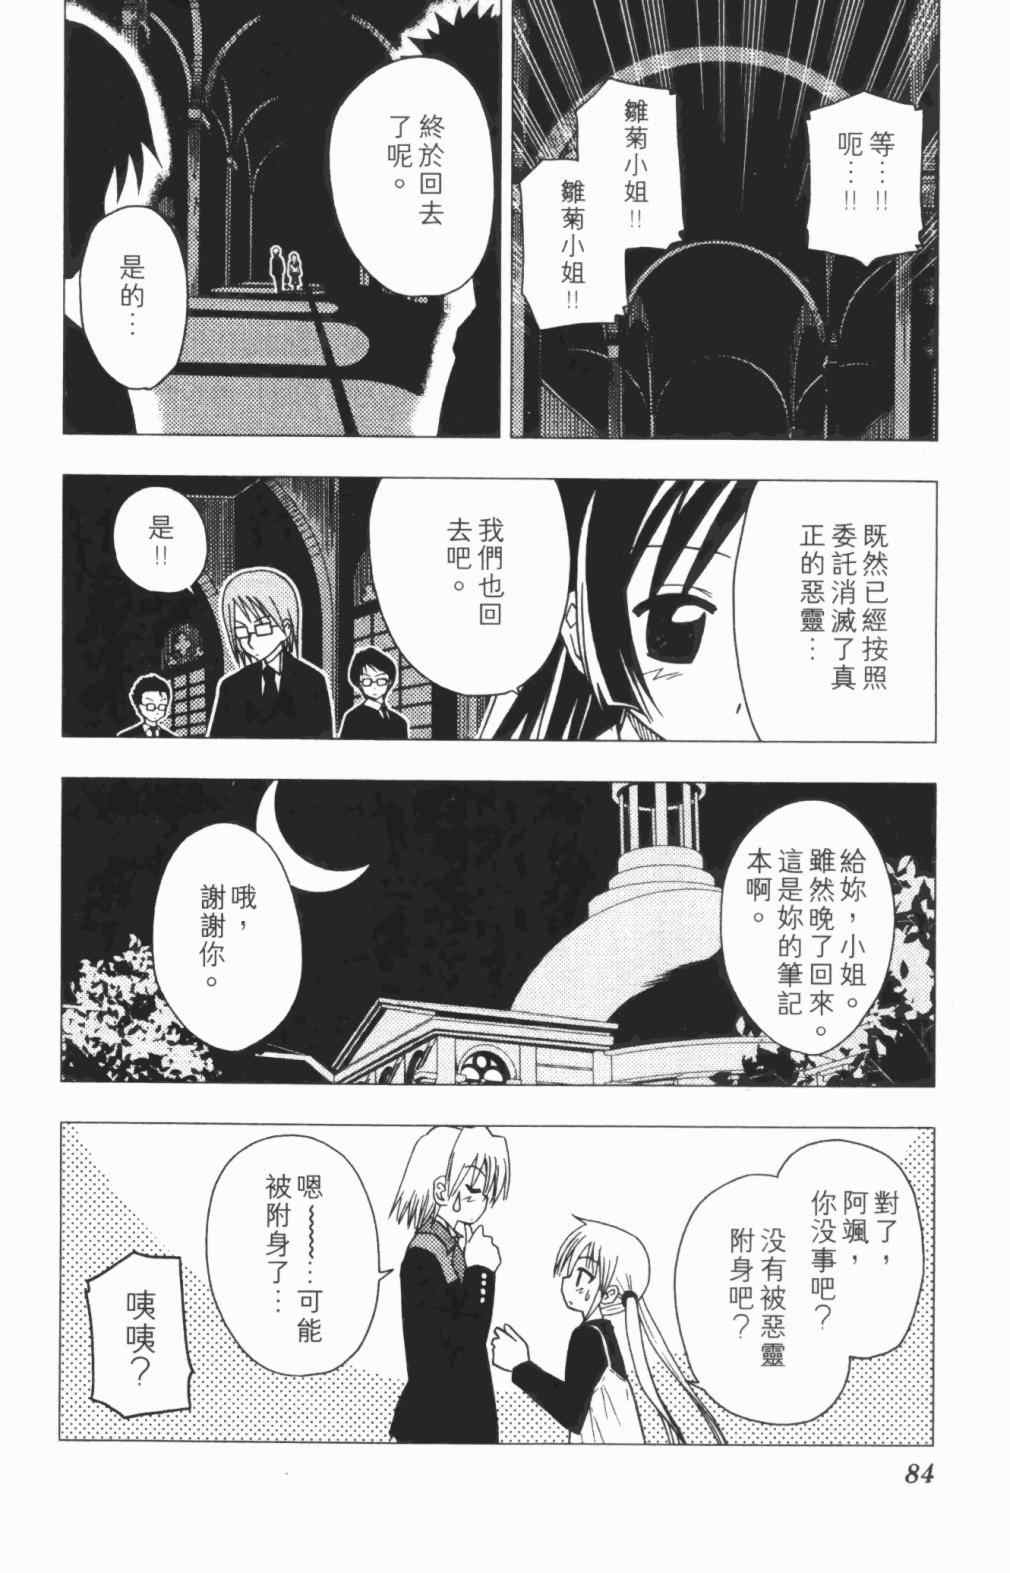 等…!!
呃…!!
雛菊小姐!!
雛菊小姐!!
終於回去
了呢。
是的…
既然已經按照
委託消滅了真
正的惡靈…
我們也回
去吧。
是!!
給妳，小姐。
雖然晚了回來。
這是妳的筆記
本啊。
哦，
謝謝你。
對了，
阿颯，
你没事吧？
没有被惡靈
附身吧？
嗯~~~…可能
被附身了…
咦咦？
84